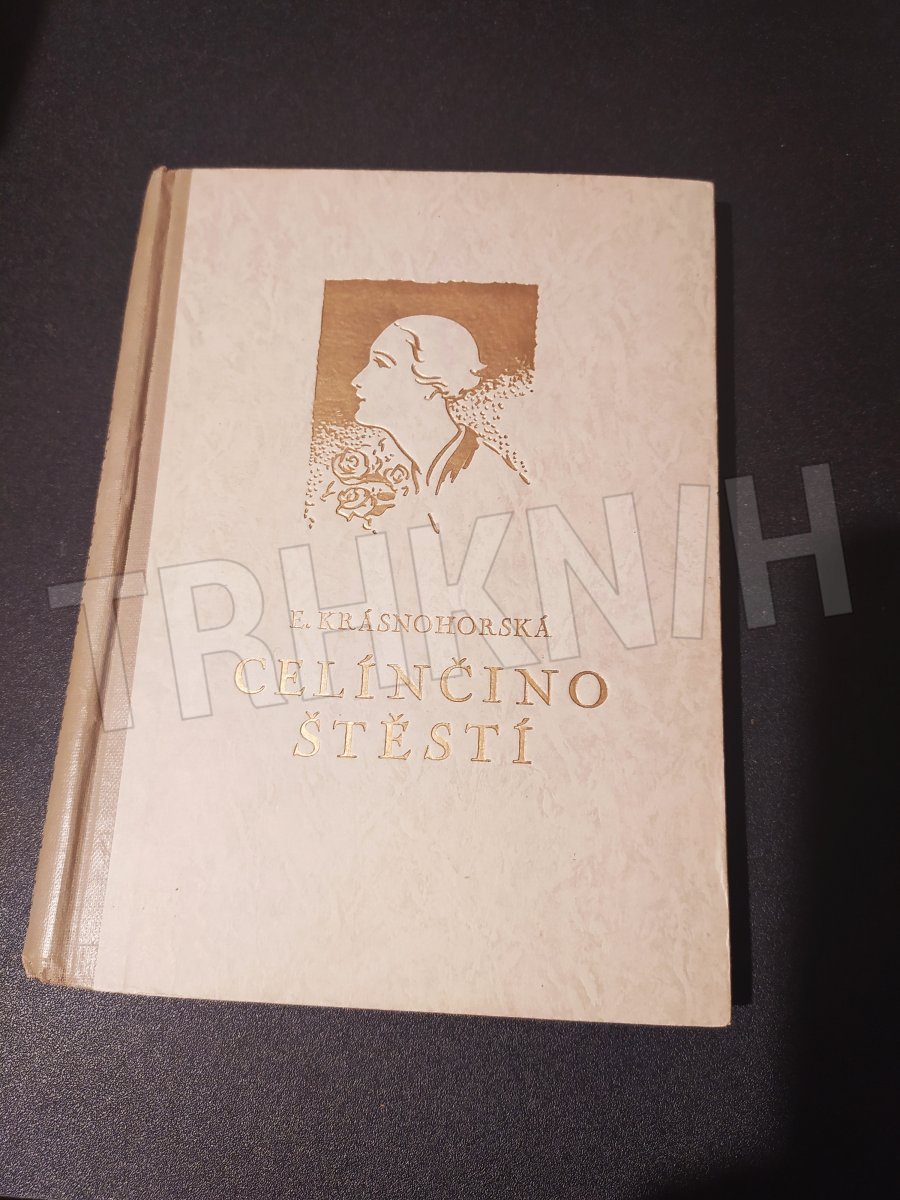 E. KRÁSNOHORSKÁ
CELÍNČINO
ŠTĚSTÍ
TRHKNIH